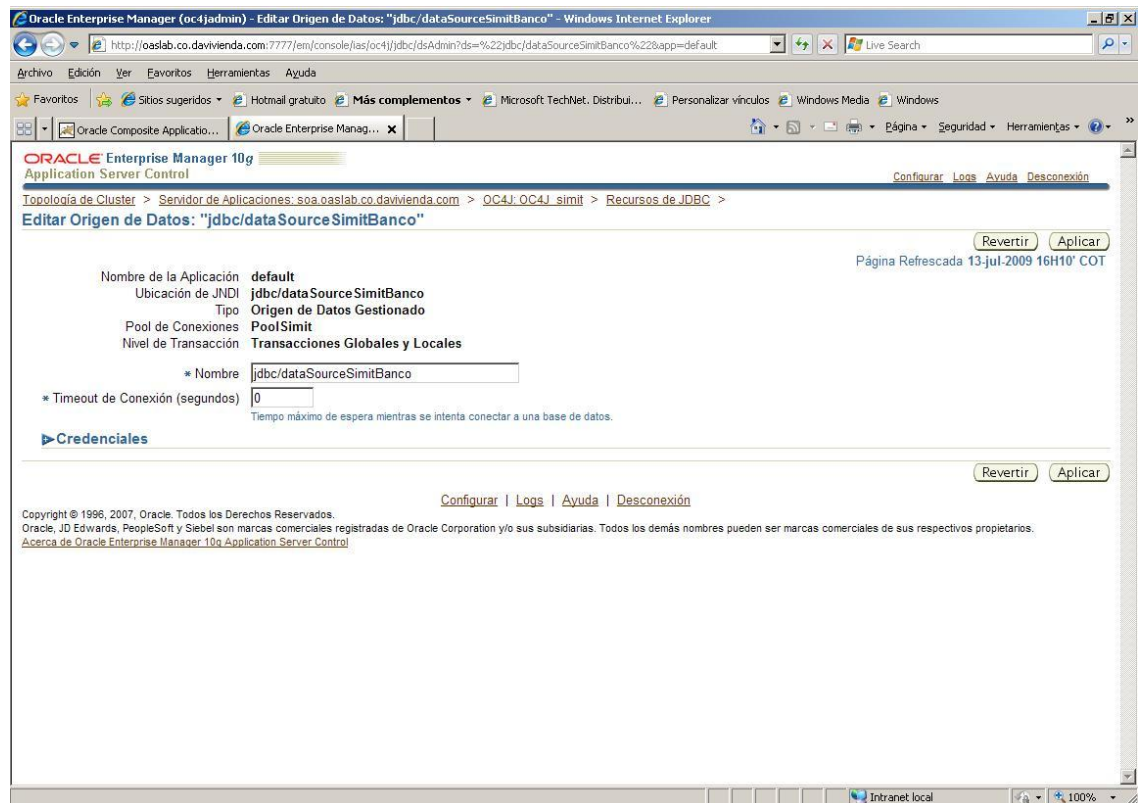 Oracle Enterprise Manager (oc4jadmin) - Editar Origen de Datos: "jdbc/dataSourceSimitBanco" - Windows Internet Explorer
http://oaslab.co.davivienda.com:7777/em/console/ias/oc4j/jdbc/dsAdmin?ds=%22jdbc/dataSourceSimitBanco%22&app=default
Live Search
Archivo Edición Ver Favoritos Herramientas Ayuda
Favoritos Sitios sugeridos Hotmail gratuito Más complementos Microsoft TechNet. Distribui... Personalizar vínculos Windows Media Windows
Oracle Composite Applicatio... Oracle Enterprise Manag... Página Seguridad Herramientas
ORACLE Enterprise Manager 10g
Application Server Control
Configurar Logs Ayuda Desconexión
Topología de Cluster > Servidor de Aplicaciones: soa.oaslab.co.davivienda.com > OC4J: OC4J_simit > Recursos de JDBC >
Editar Origen de Datos: "jdbc/dataSourceSimitBanco"
Revertir Aplicar
Página Refrescada 13-jul-2009 16H10' COT
Nombre de la Aplicación default
Ubicación de JNDI jdbc/dataSourceSimitBanco
Tipo Origen de Datos Gestionado
Pool de Conexiones PoolSimit
Nivel de Transacción Transacciones Globales y Locales
* Nombre jdbc/dataSourceSimitBanco
* Timeout de Conexión (segundos) 0
Tiempo máximo de espera mientras se intenta conectar a una base de datos.
Credenciales
Revertir Aplicar
Configurar | Logs | Ayuda | Desconexión
Copyright © 1996, 2007, Oracle. Todos los Derechos Reservados.
Oracle, JD Edwards, PeopleSoft y Siebel son marcas comerciales registradas de Oracle Corporation y/o sus subsidiarias. Todos los demás nombres pueden ser marcas comerciales de sus respectivos propietarios.
Acerca de Oracle Enterprise Manager 10g Application Server Control
Intranet local 100%